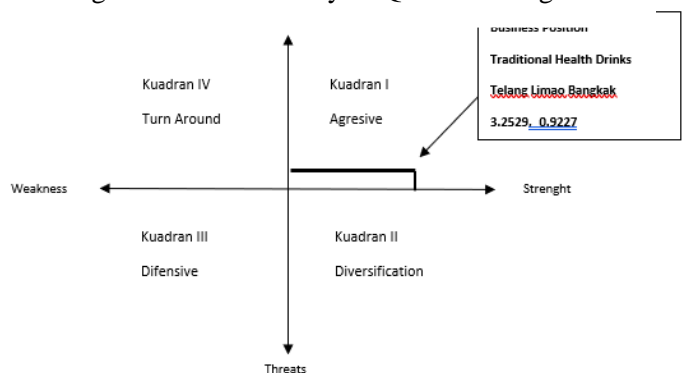 Business Position
Traditional Health Drinks
Telang Limao Bangkak
3.2529, 0.9227
Kuadran IV
Turn Around
Kuadran I
Agresive
Weakness
Strenght
Kuadran III
Difensive
Kuadran II
Diversification
Threats